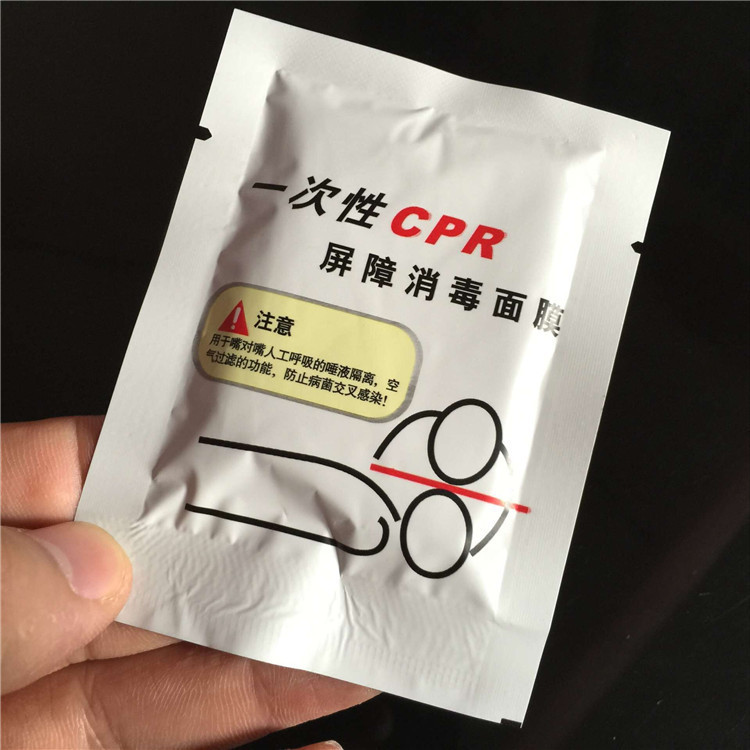 一次性CPR
屏障消毒面膜
注意
用于嘴对嘴人工呼吸的唾液隔离，空
气过滤的功能，防止病菌交叉感染！